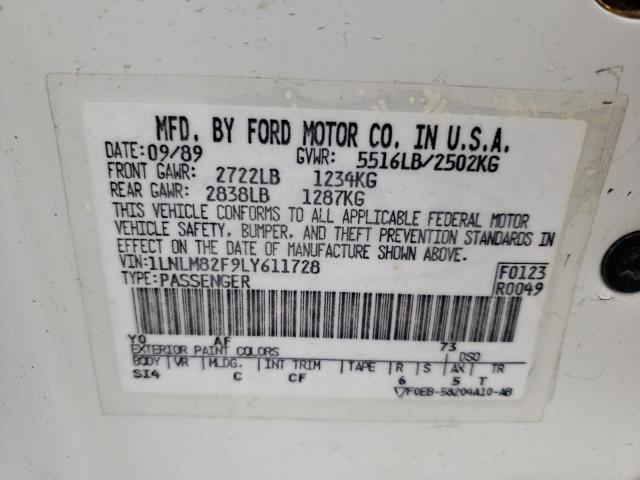 MFD. BY FORD MOTOR CO. IN U.S.A.
DATE: 09/89 GVWR: 5516LB/2502KG
FRONT GAWR: 2722LB 1234KG
REAR GAWR: 2838LB 1287KG
THIS VEHICLE CONFORMS TO ALL APPLICABLE FEDERAL MOTOR
VEHICLE SAFETY, BUMPER, AND THEFT PREVENTION STANDARDS IN
EFFECT ON THE DATE OF MANUFACTURE SHOWN ABOVE.
VIN: 1LNLM82F9LY611728 F0123
TYPE: PASSENGER R0049
YO AF 73
EXTERIOR PAINT COLORS DSO
BODY VR MLDG. INT TRIM TAPE R S AX TR
SI4 C CF 6 5 T
F0EB-58204A10-AB